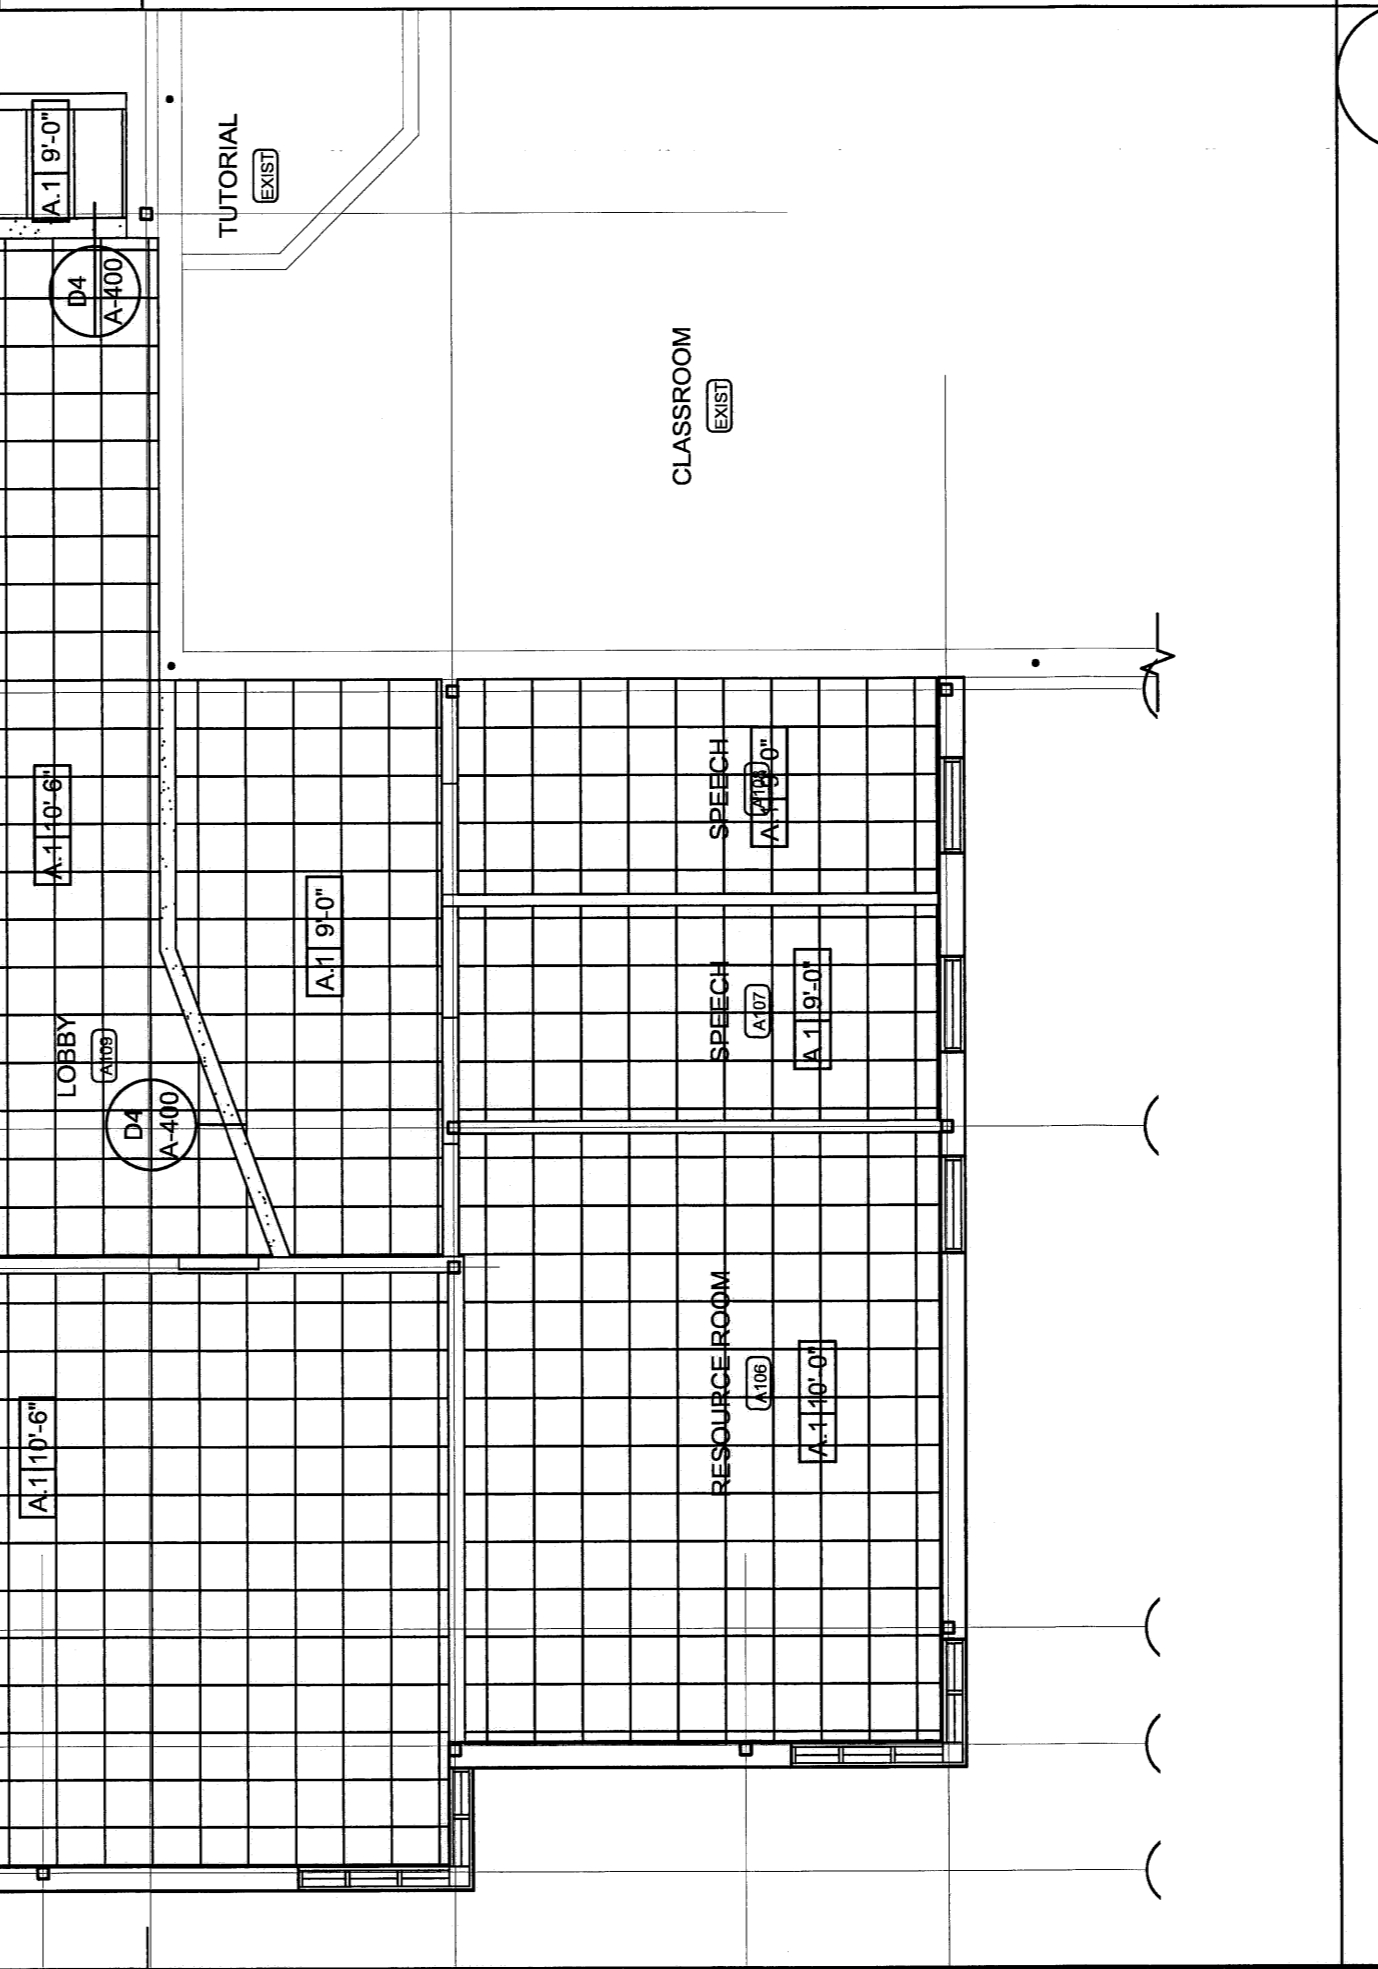 A.1 9'-0"
D4
A-400
TUTORIAL
EXIST
CLASSROOM
EXIST
A.1 10' 6"
A.1 9'-0"
SPEECH
A108
LOBBY
A109
D4
A-400
SPEECH
A107
A 1 9'-0"
RESOURCE ROOM
A106
A.1 10'-0"
A.1 10'-6"